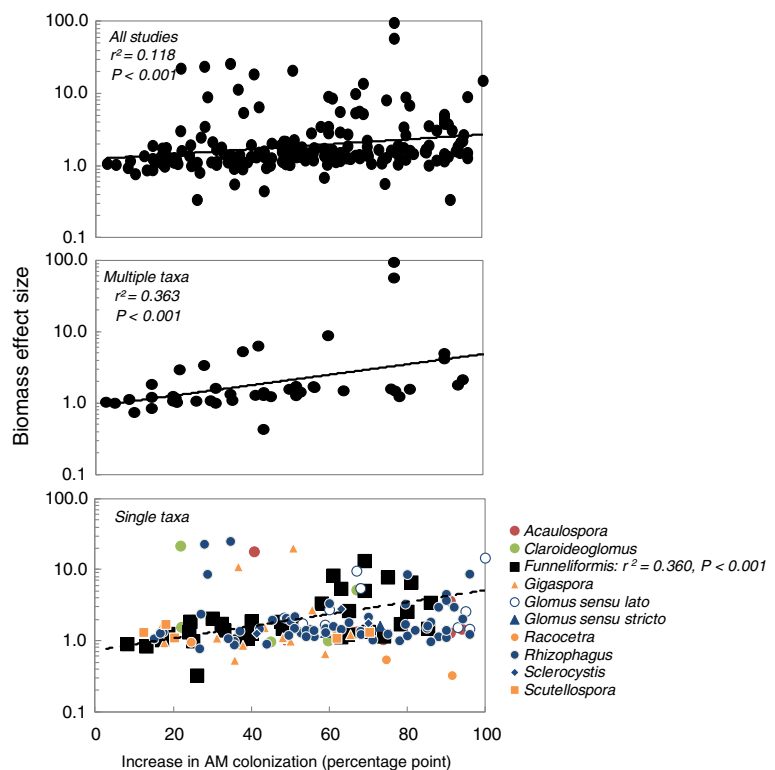 100.0
All studies
r² = 0.118
P < 0.001
10.0
1.0
0.1
100.0
Multiple taxa
r² = 0.363
P < 0.001
10.0
1.0
0.1
Biomass effect size
100.0
Single taxa
10.0
1.0
0.1
0 20 40 60 80 100
Increase in AM colonization (percentage point)
Acaulospora
Claroideoglomus
Funneliformis: r² = 0.360, P < 0.001
Gigaspora
Glomus sensu lato
Glomus sensu stricto
Racocetra
Rhizophagus
Sclerocystis
Scutellospora